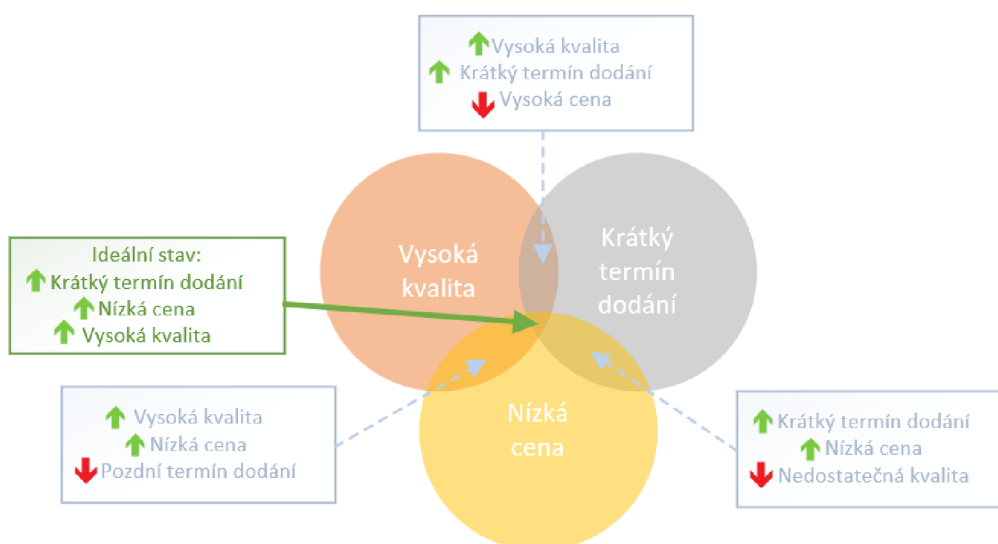 Vysoká kvalita
Krátký termín dodání
Vysoká cena
Vysoká
kvalita
Krátký
termín
dodání
Ideální stav:
Krátký termín dodání
Nízká cena
Vysoká kvalita
Vysoká kvalita
Nízká cena
Pozdní termín dodání
Nízká
cena
Krátký termín dodání
Nízká cena
Nedostatečná kvalita